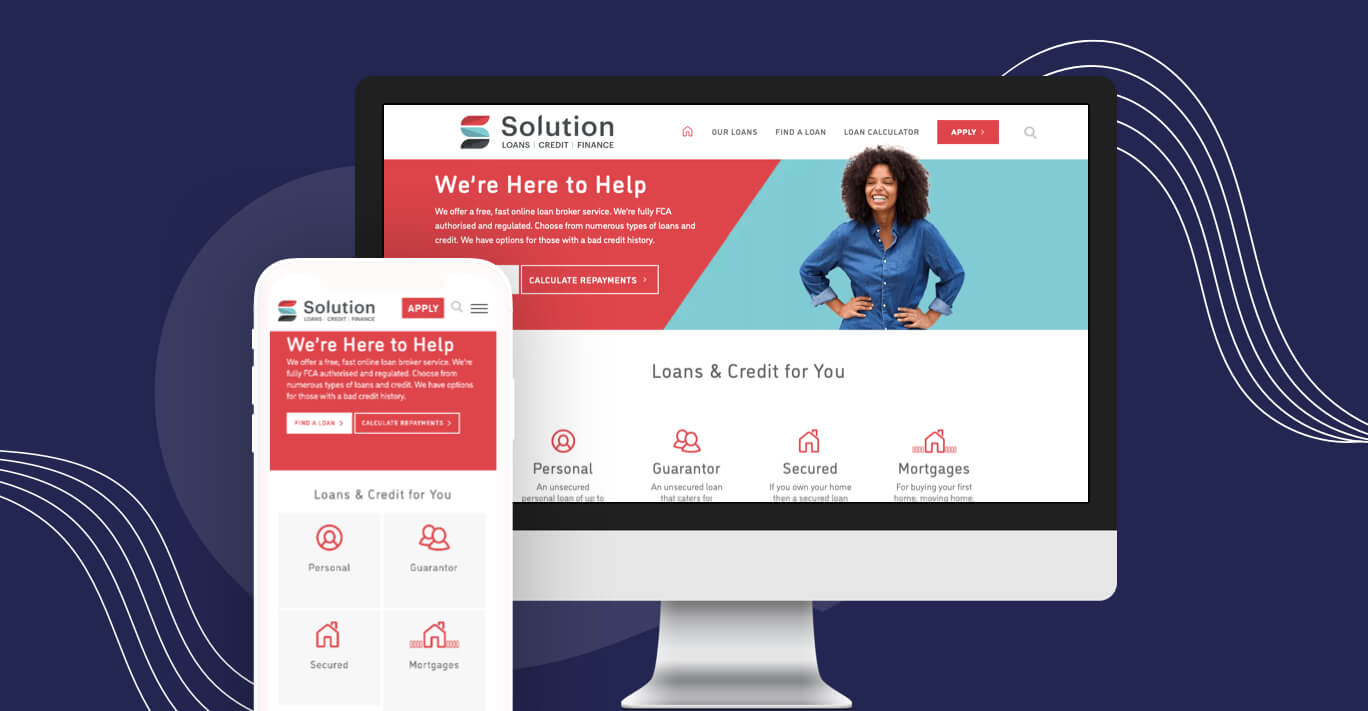 Solution
LOANS | CREDIT | FINANCE
OUR LOANS
FIND A LOAN
LOAN CALCULATOR
APPLY
We're Here to Help
We offer a free, fast online loan broker service. We're fully FCA
authorised and regulated. Choose from numerous types of loans and
credit. We have options for those with a bad credit history.
CALCULATE REPAYMENTS
Loans & Credit for You
Personal
An unsecured
personal loan of up to
Guarantor
An unsecured loan
that caters for
Secured
If you own your home
then a secured loan
Mortgages
For buying your first
home, moving home,
Solution
LOANS | CREDIT | FINANCE
APPLY
We're Here to Help
We offer a free, fast online loan broker service. We're
fully FCA authorised and regulated. Choose from
numerous types of loans and credit. We have options
for those with a bad credit history.
FIND A LOAN
CALCULATE REPAYMENTS
Loans & Credit for You
Personal
Guarantor
Secured
Mortgages